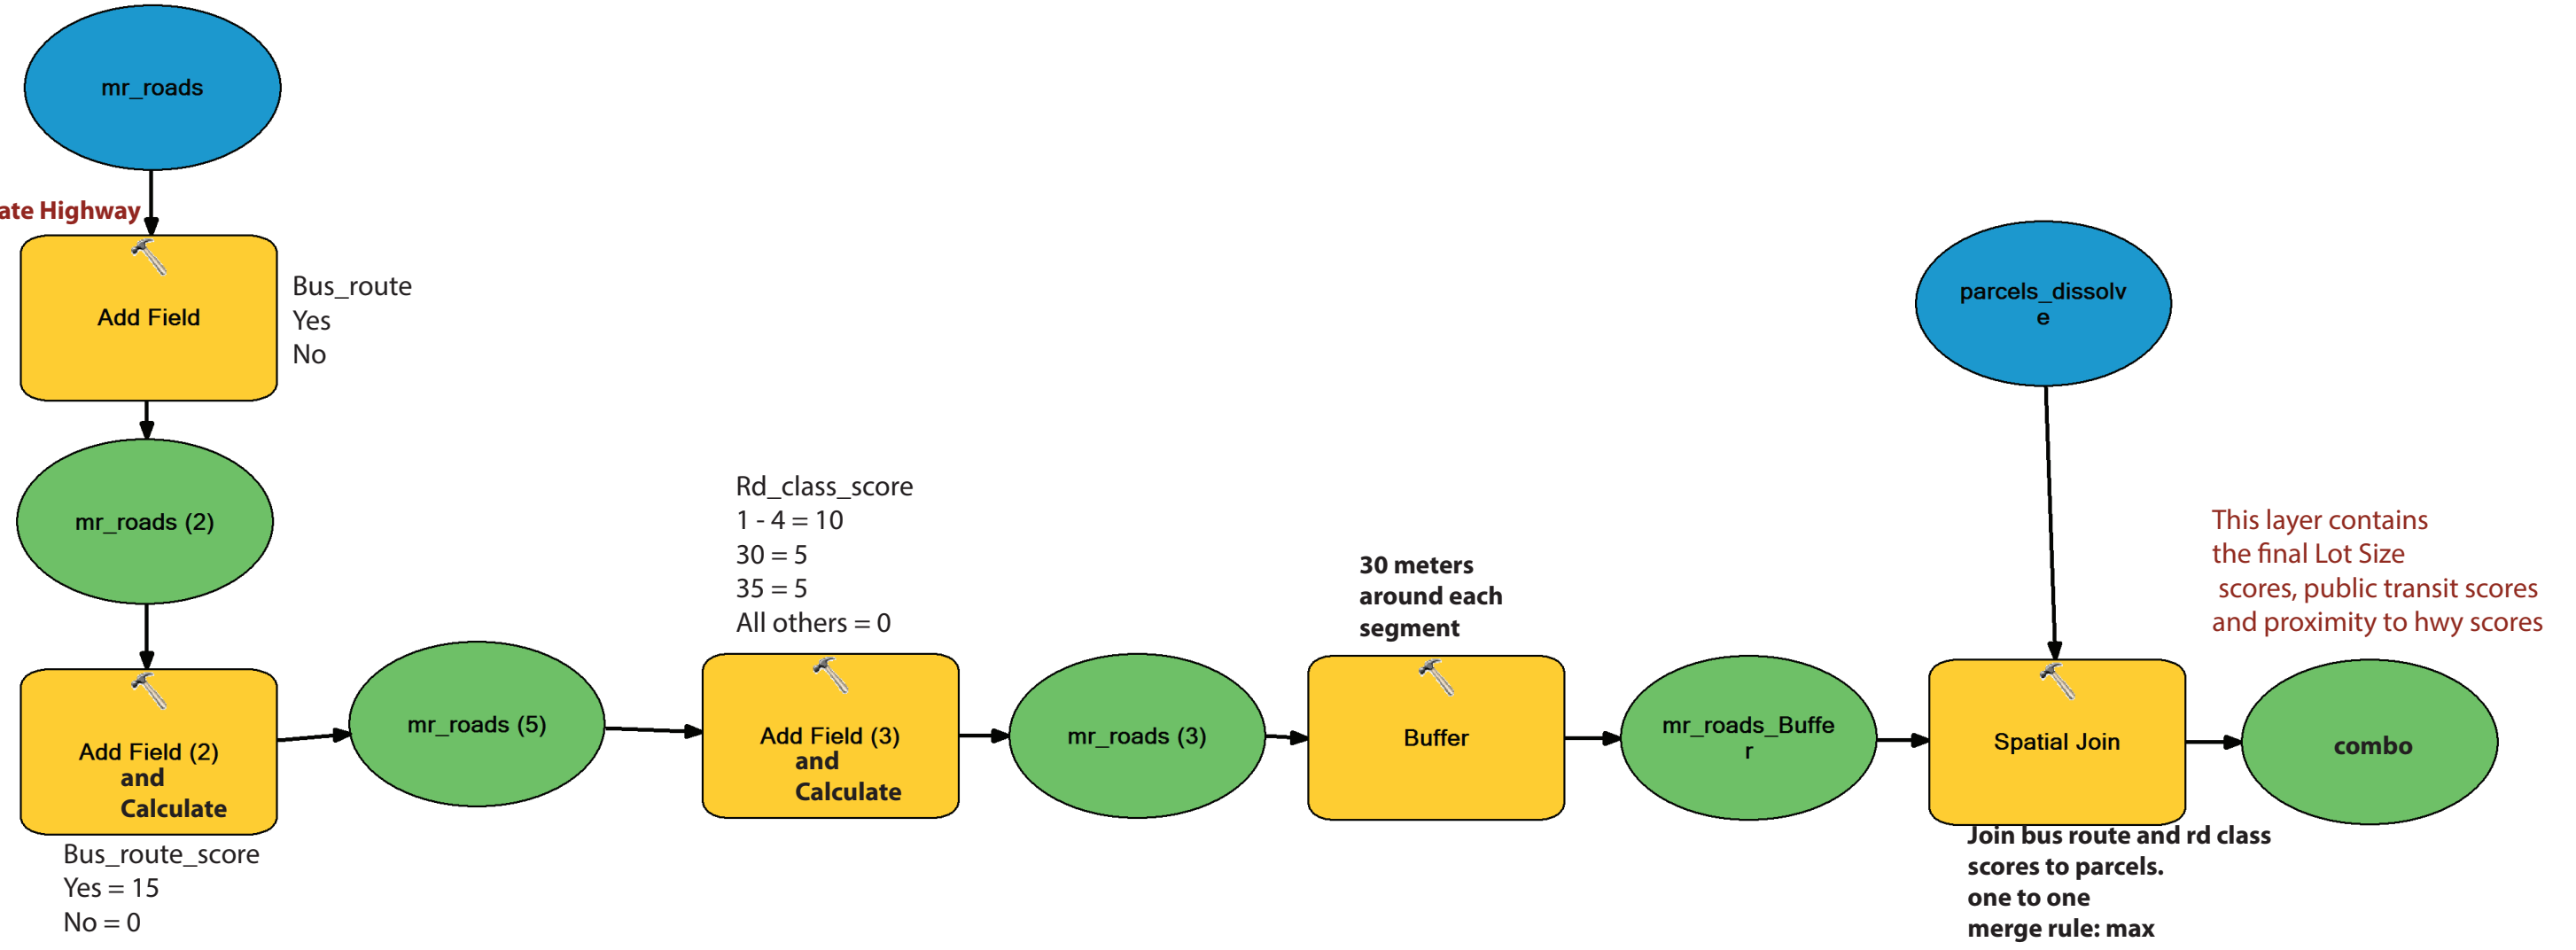 mr_roads
ate Highway
Add Field
Bus_route
Yes
No
mr_roads (2)
Add Field (2)
and
Calculate
Bus_route_score
Yes = 15
No = 0
mr_roads (5)
Rd_class_score
1 - 4 = 10
30 = 5
35 = 5
All others = 0
Add Field (3)
and
Calculate
mr_roads (3)
30 meters
around each
segment
Buffer
mr_roads_Buffe
r
parcels_dissolv
e
Spatial Join
Join bus route and rd class
scores to parcels.
one to one
merge rule: max
This layer contains
the final Lot Size
scores, public transit scores
and proximity to hwy scores
combo